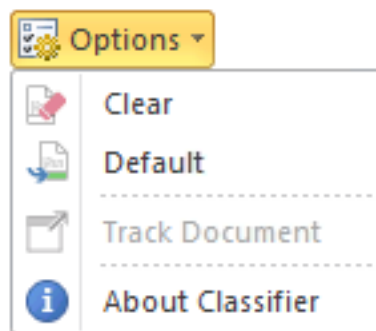 Options
Clear
Default
Track Document
About Classifier